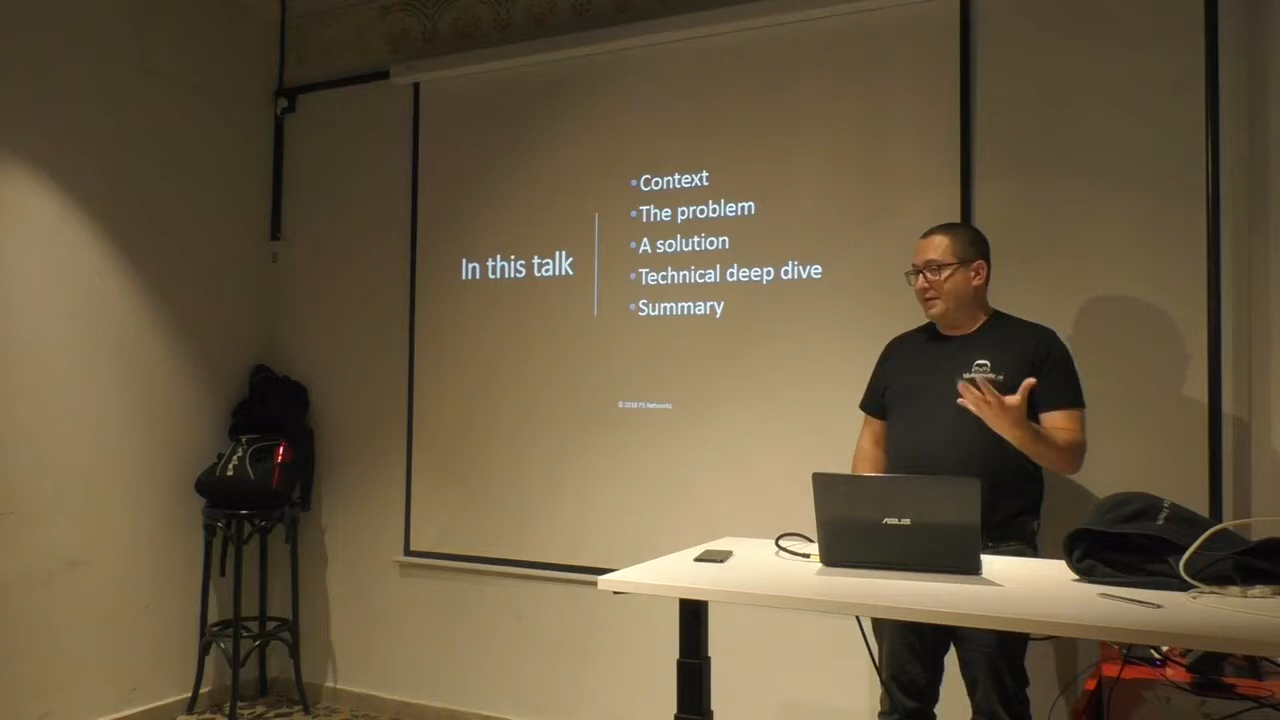 In this talk
• Context
• The problem
• A solution
• Technical deep dive
• Summary
© 2018 F5 Networks
ASUS